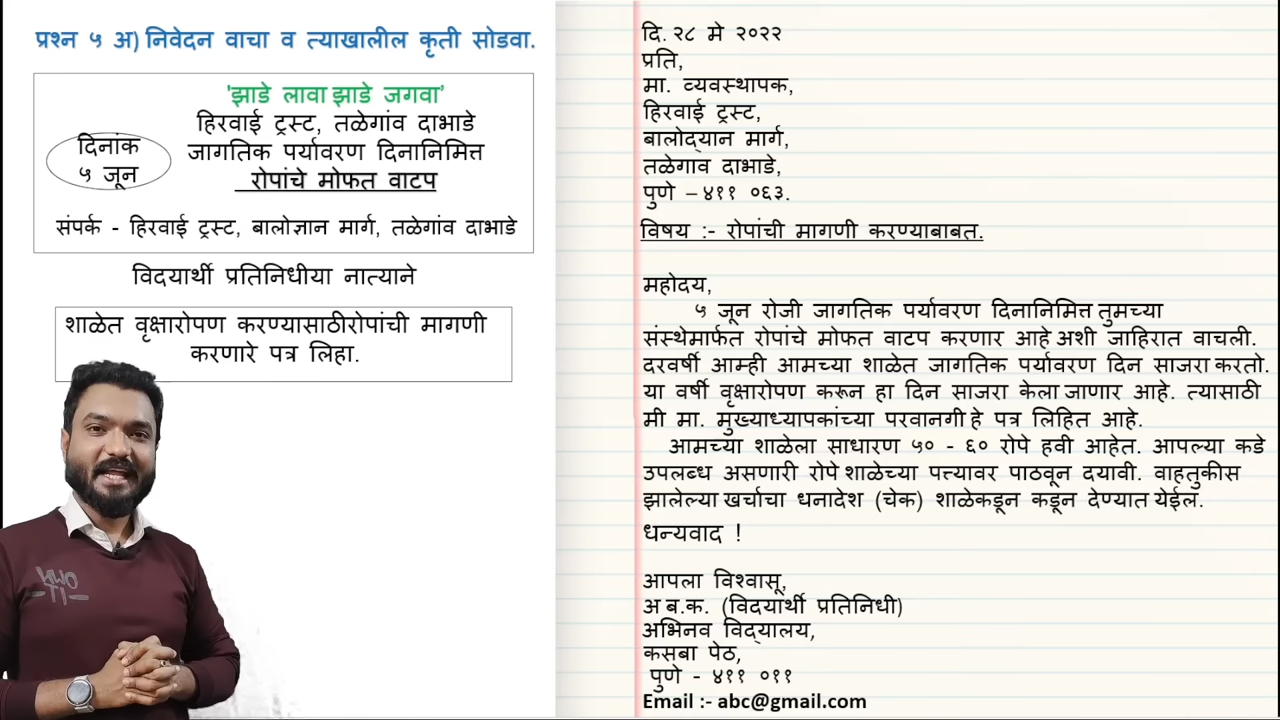 प्रश्न ५ अ) निवेदन वाचा व त्याखालील कृती सोडवा.
'झाडे लावा झाडे जगवा’
हिरवाई ट्रस्ट, तळेगांव दाभाडे
दिनांक
५ जून
जागतिक पर्यावरण दिनानिमित्त
रोपांचे मोफत वाटप
संपर्क - हिरवाई ट्रस्ट, बालोज्ञान मार्ग, तळेगांव दाभाडे
विदयार्थी प्रतिनिधीया नात्याने
शाळेत वृक्षारोपण करण्यासाठीरोपांची मागणी
करणारे पत्र लिहा.
दि. २८ मे २०२२
प्रति,
मा. व्यवस्थापक,
हिरवाई ट्रस्ट,
बालोद्‌यान मार्ग,
तळेगाव दाभाडे,
पुणे – ४११ ०६३.
विषय :- रोपांची मागणी करण्याबाबत.
महोदय,
५ जून रोजी जागतिक पर्यावरण दिनानिमित्त तुमच्या
संस्थेमार्फत रोपांचे मोफत वाटप करणार आहे अशी जाहिरात वाचली.
दरवर्षी आम्ही आमच्या शाळेत जागतिक पर्यावरण दिन साजरा करतो.
या वर्षी वृक्षारोपण करून हा दिन साजरा केला जाणार आहे. त्यासाठी
मी मा. मुख्याध्यापकांच्या परवानगी हे पत्र लिहित आहे.
आमच्या शाळेला साधारण ५० - ६० रोपे हवी आहेत. आपल्या कडे
उपलब्ध असणारी रोपे शाळेच्या पत्त्यावर पाठवून दयावी. वाहतुकीस
झालेल्या खर्चाचा धनादेश (चेक) शाळेकडून कडून देण्यात येईल.
धन्यवाद !
आपला विश्वासू,
अ ब.क. (विदयार्थी प्रतिनिधी)
अभिनव विद्‌यालय,
कसबा पेठ,
पुणे - ४११ ०११
Email :- abc@gmail.com